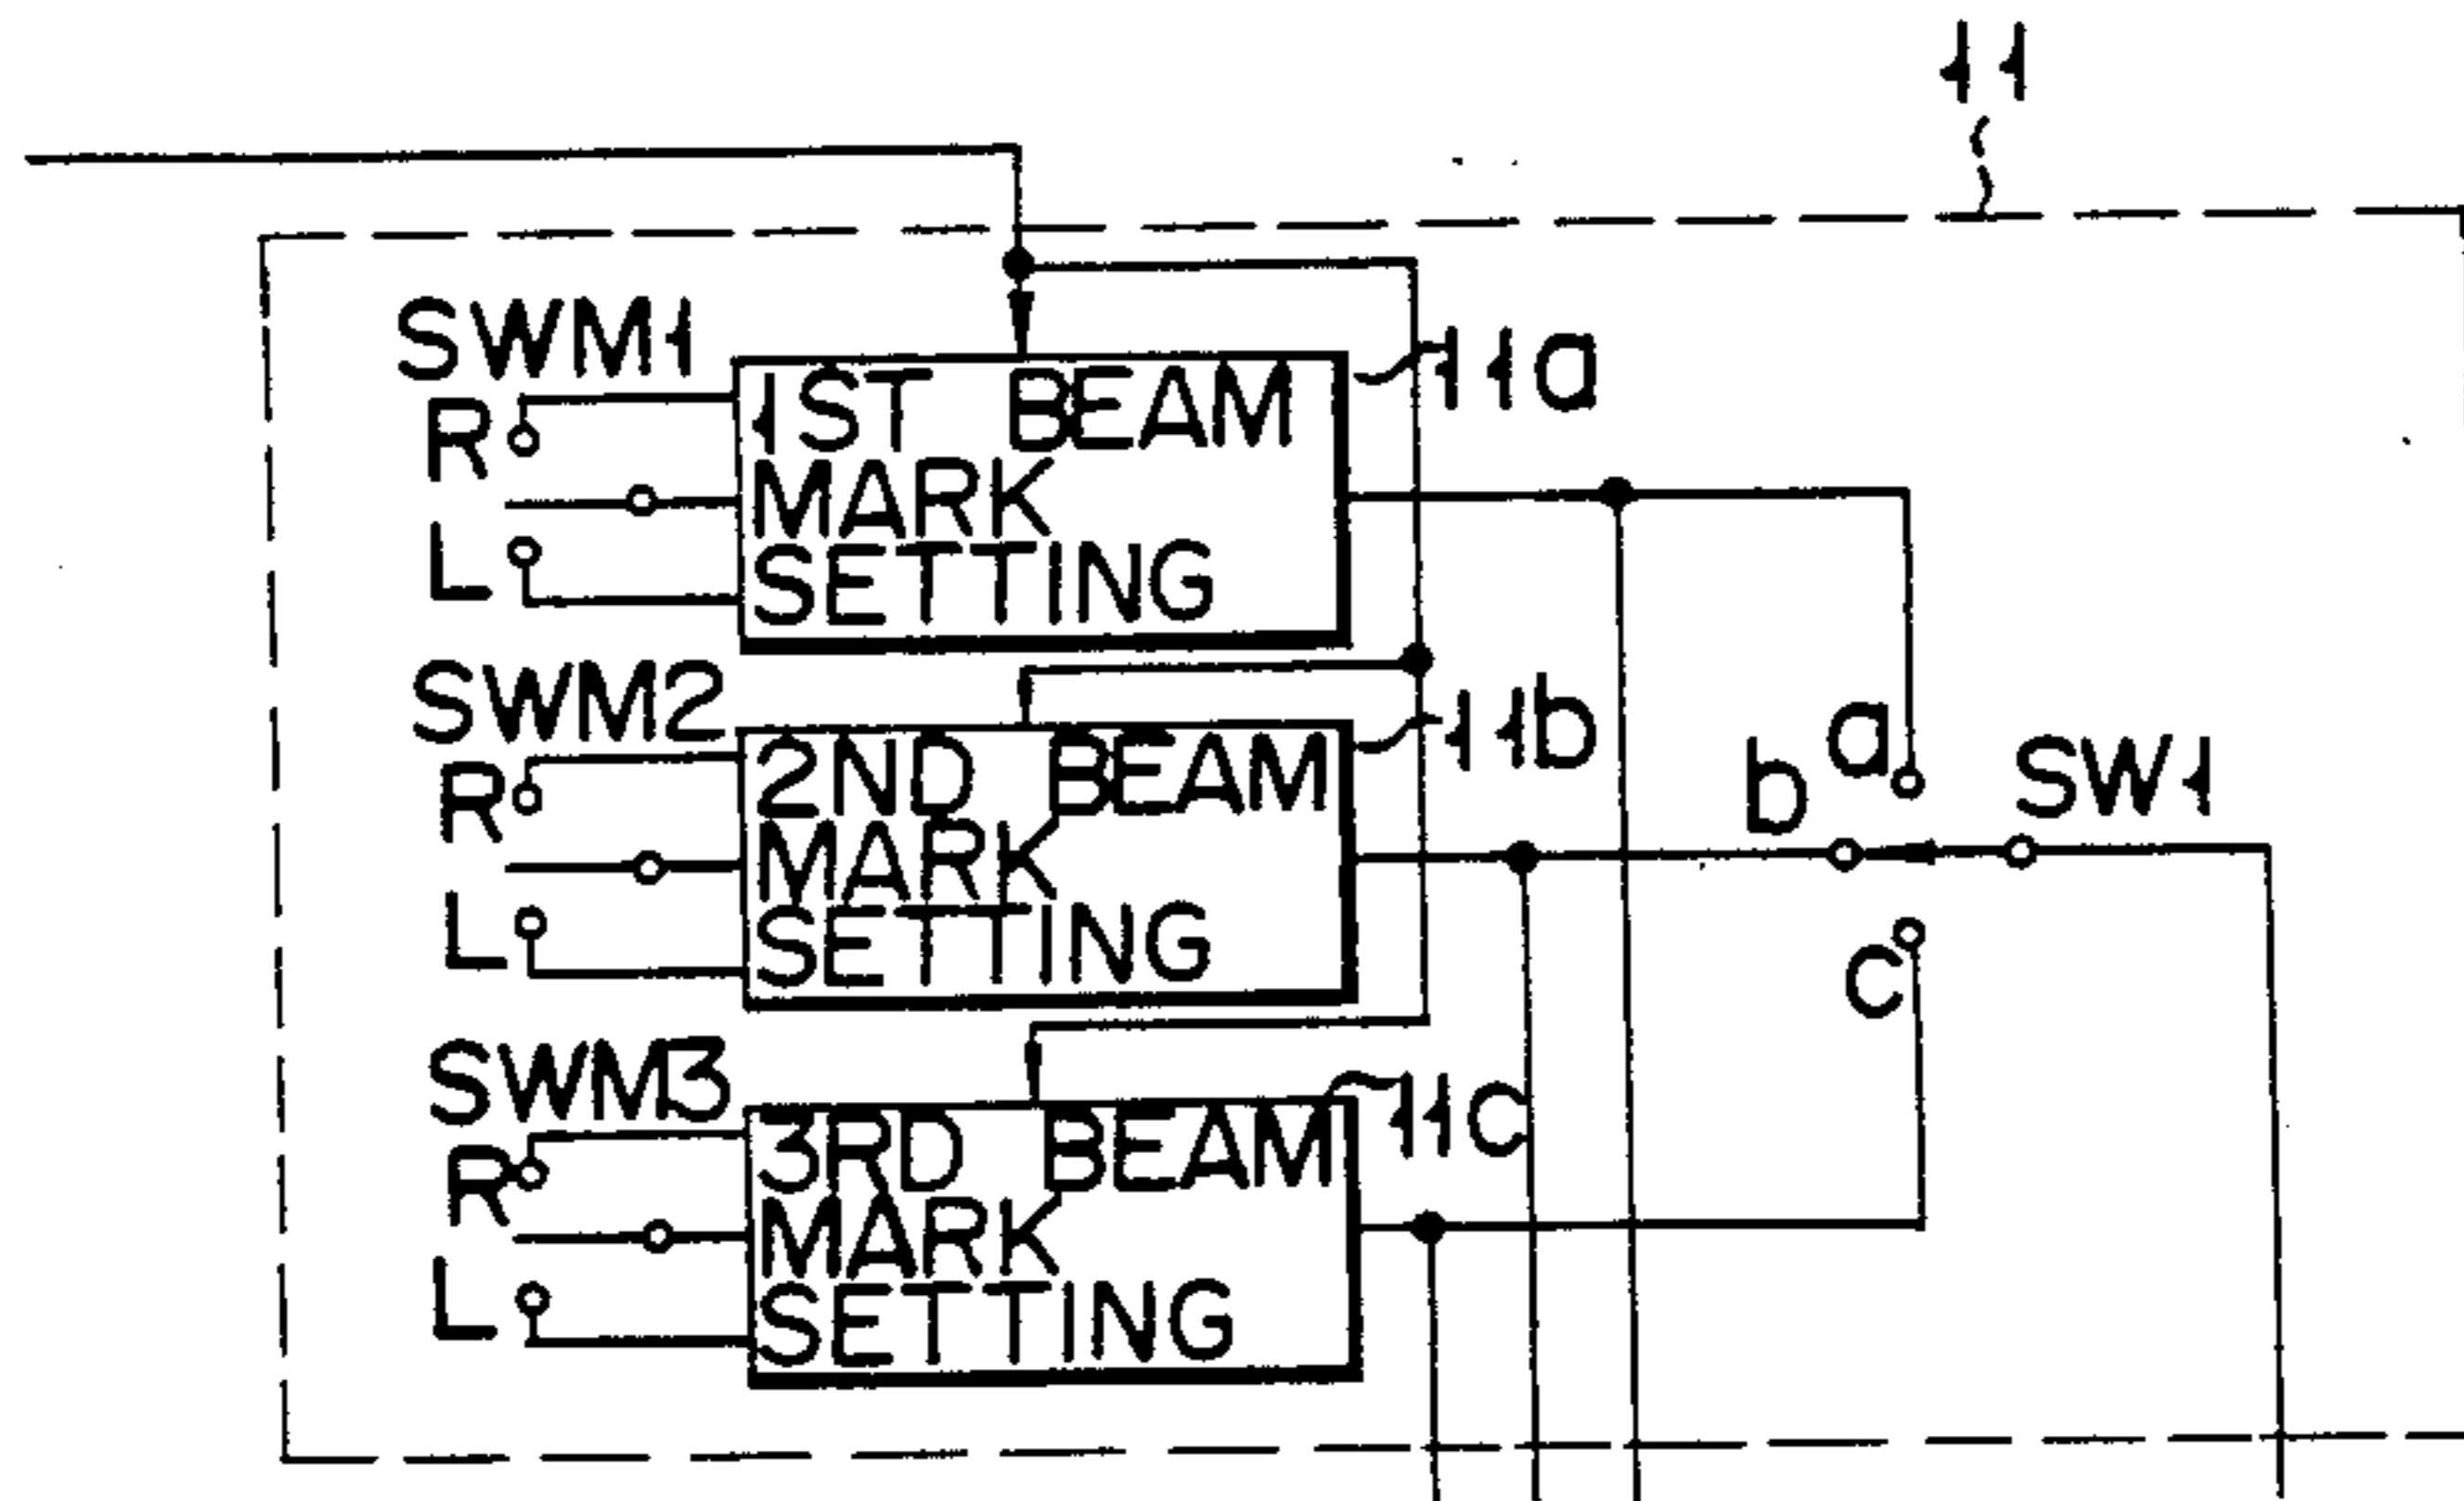 11
SWM1
R
L
1ST BEAM
MARK
SETTING
11a
SWM2
R
L
2ND BEAM
MARK
SETTING
11b
a
b
c
SW1
SWM3
R
L
3RD BEAM
MARK
SETTING
11c